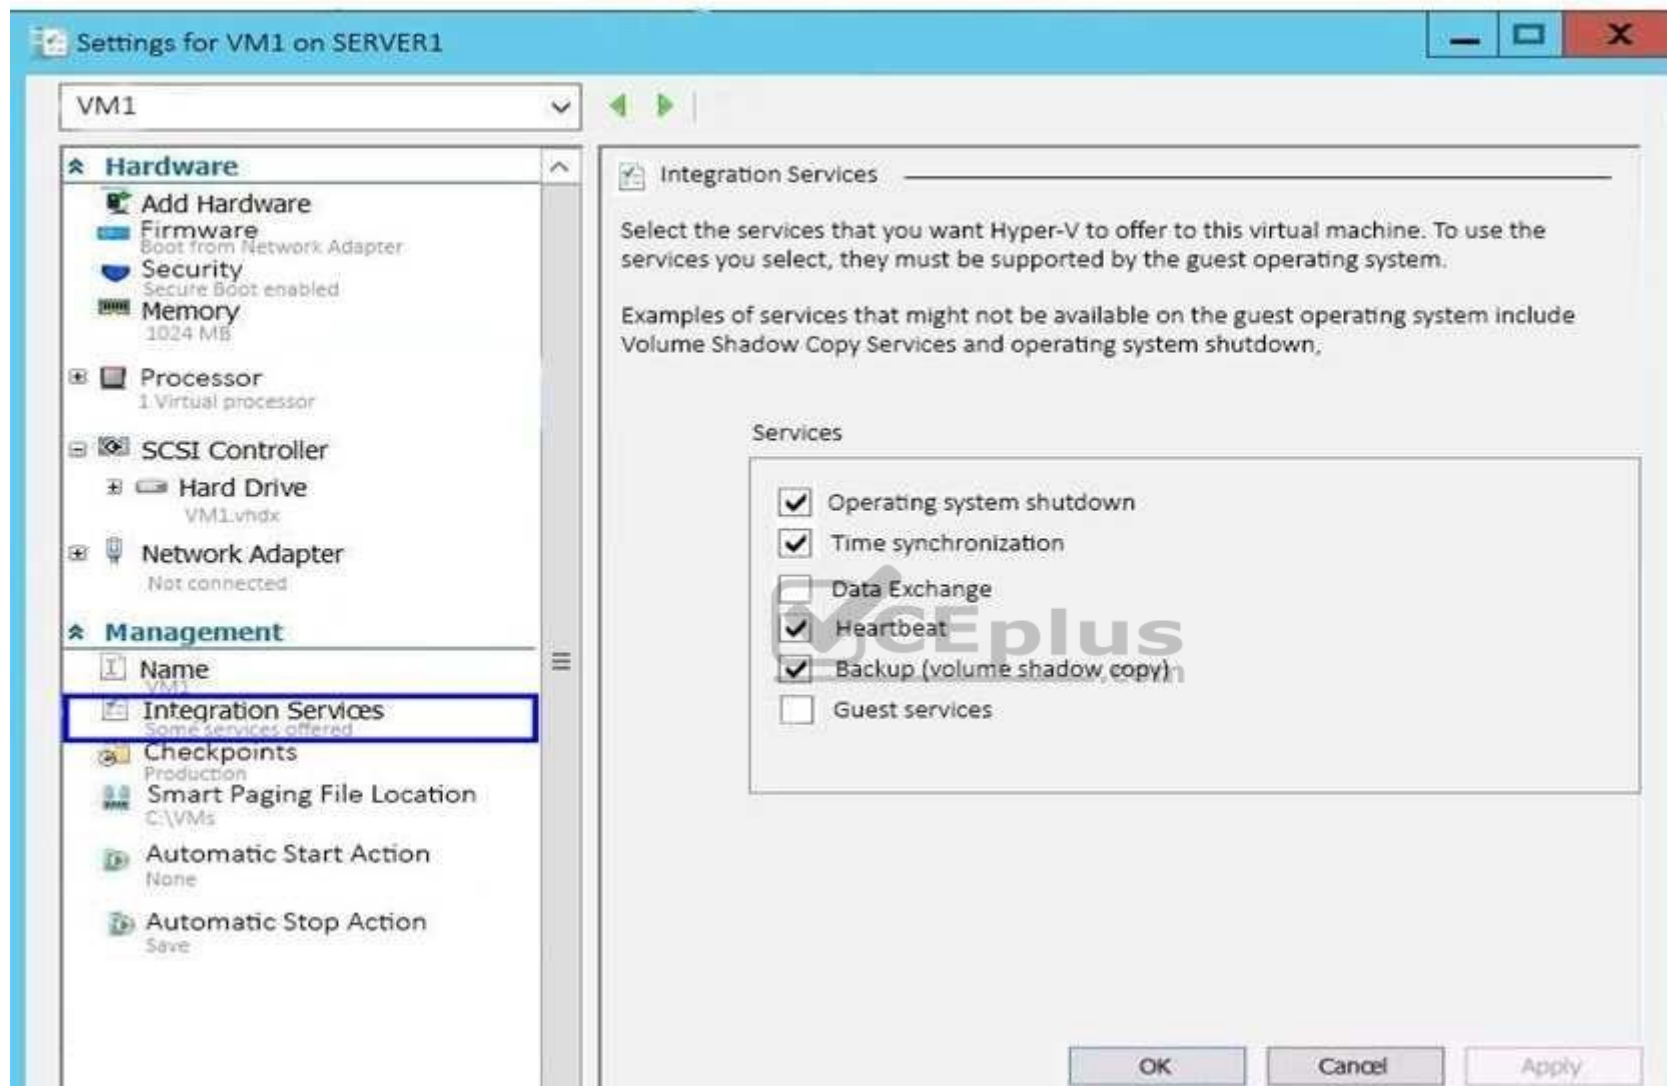 Settings for VM1 on SERVER1
VM1
Hardware
Add Hardware
Firmware
Boot from Network Adapter
Security
Secure Boot enabled
Memory
1024 MB
Processor
1 Virtual processor
SCSI Controller
Hard Drive
VM1.vhdx
Network Adapter
Not connected
Management
Name
VM1
Integration Services
Some services offered
Checkpoints
Production
Smart Paging File Location
C:\VMs
Automatic Start Action
None
Automatic Stop Action
Save
Integration Services
Select the services that you want Hyper-V to offer to this virtual machine. To use the
services you select, they must be supported by the guest operating system.
Examples of services that might not be available on the guest operating system include
Volume Shadow Copy Services and operating system shutdown,
Services
Operating system shutdown
Time synchronization
Data Exchange
Heartbeat
Backup (volume shadow copy)
Guest services
CEplus
.com
OK
Cancel
Apply